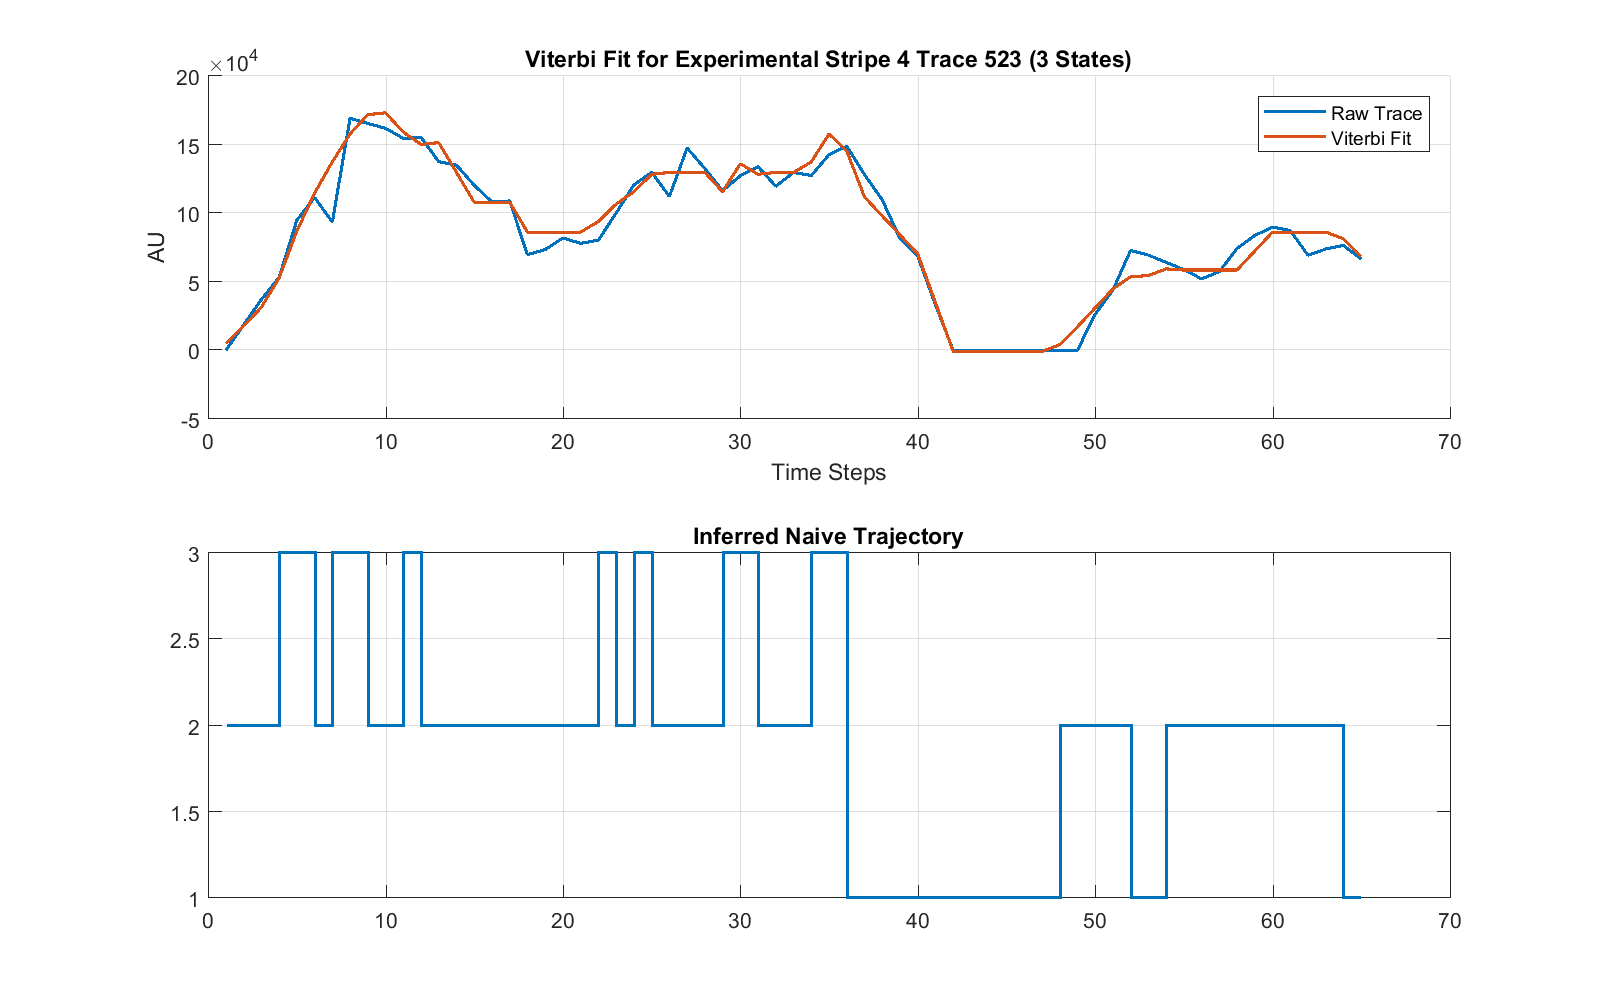 Viterbi Fit for Experimental Stripe 4 Trace 523 (3 States)
×10⁴
20
15
10
5
0
-5
AU
Raw Trace
Viterbi Fit
0 10 20 30 40 50 60 70
Time Steps
Inferred Naive Trajectory
3
2.5
2
1.5
1
0 10 20 30 40 50 60 70